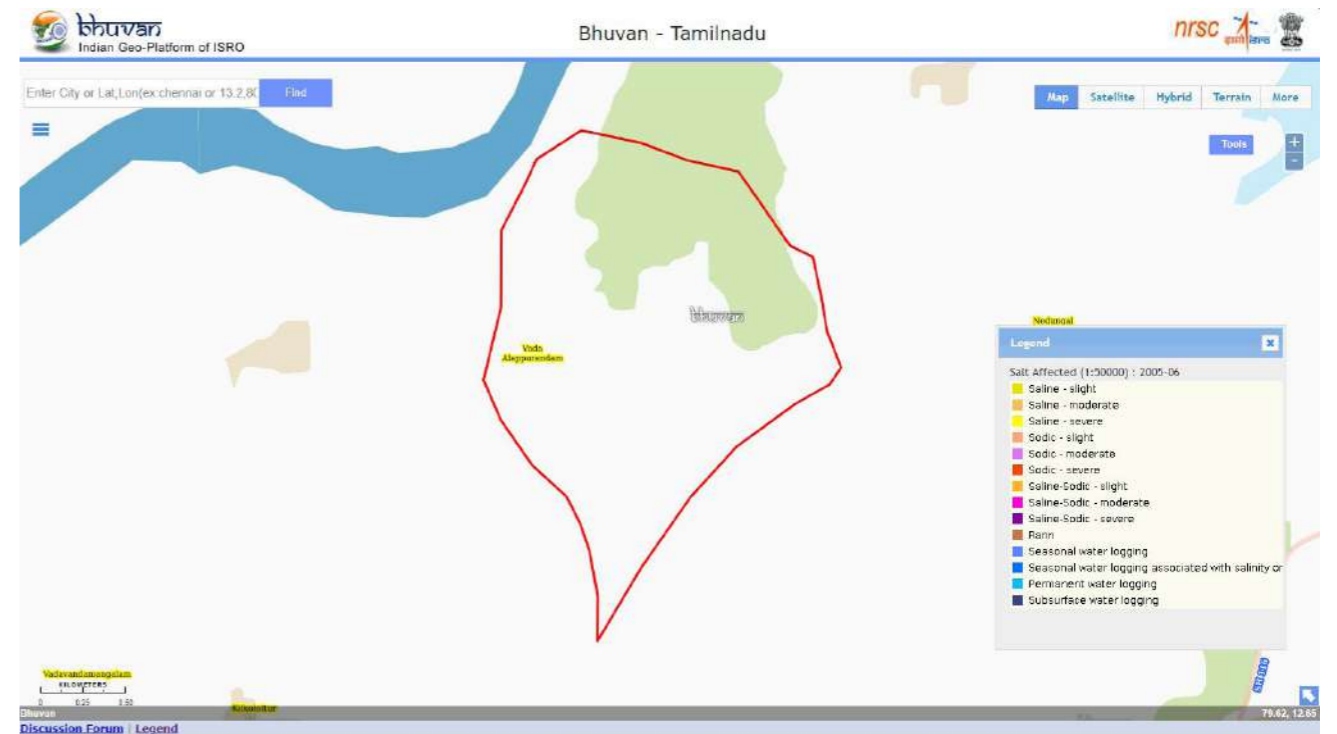 bhuvan
Indian Geo-Platform of ISRO
Bhuvan - Tamilnadu
nrsc
Enter City or Lat,Lon(ex:chennai or 13.2,80
Find
Map Satellite Hybrid Terrain More
Tools
+
-
bhuvan
Vada
Alapparandam
Nedungal
Legend
x
Salt Affected (1:50000) : 2005-06
Saline - slight
Saline - moderate
Saline - severe
Sodic - slight
Sodic - moderate
Sodic - severe
Saline-Sodic - slight
Saline-Sodic - moderate
Saline-Sodic - severe
Rann
Seasonal water logging
Seasonal water logging associated with salinity or
Permanent water logging
Subsurface water logging
Vadavandamangalam
KILOMETERS
0 0.25 0.50
Bhuvan
79.62, 12.65
Discussion Forum | Legend